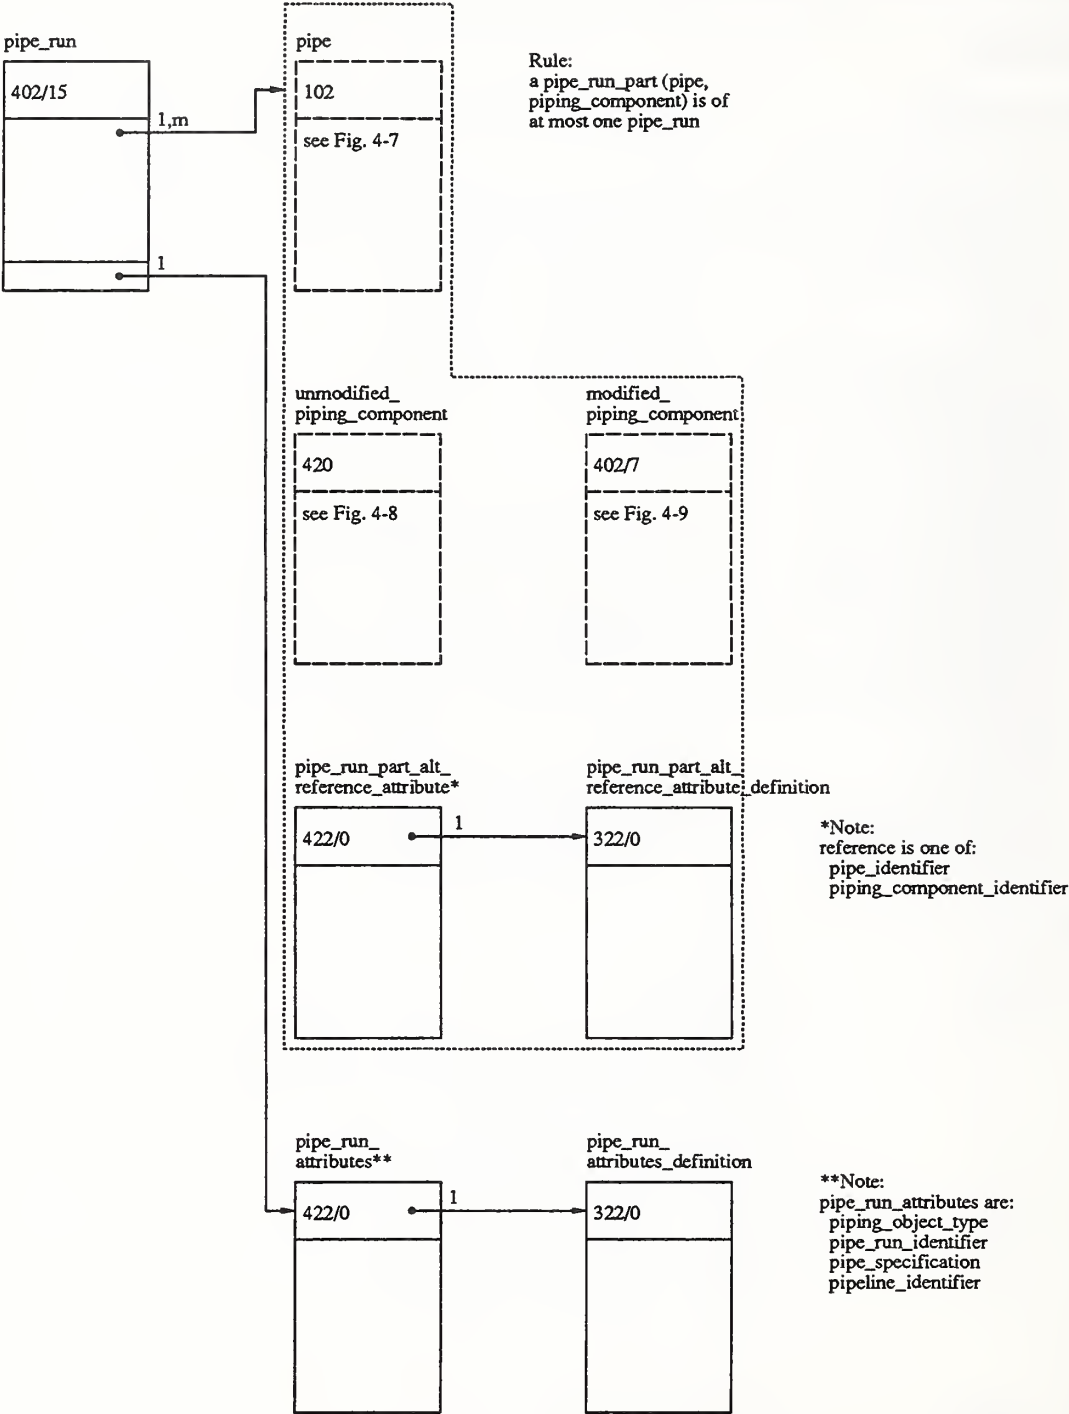 pipe_run
pipe
402/15
102
1,m
see Fig. 4-7
Rule:
a pipe_run_part (pipe,
piping_component) is of
at most one pipe_run
1
unmodified_
piping_component
modified_
piping_component
420
402/7
see Fig. 4-8
see Fig. 4-9
pipe_run_part_alt_
reference_attribute*
pipe_run_part_alt_
reference_attribute_definition
422/0
1
322/0
*Note:
reference is one of:
pipe_identifier
piping_component_identifier
pipe_run_
attributes**
pipe_run_
attributes_definition
422/0
1
322/0
**Note:
pipe_run_attributes are:
piping_object_type
pipe_run_identifier
pipe_specification
pipeline_identifier